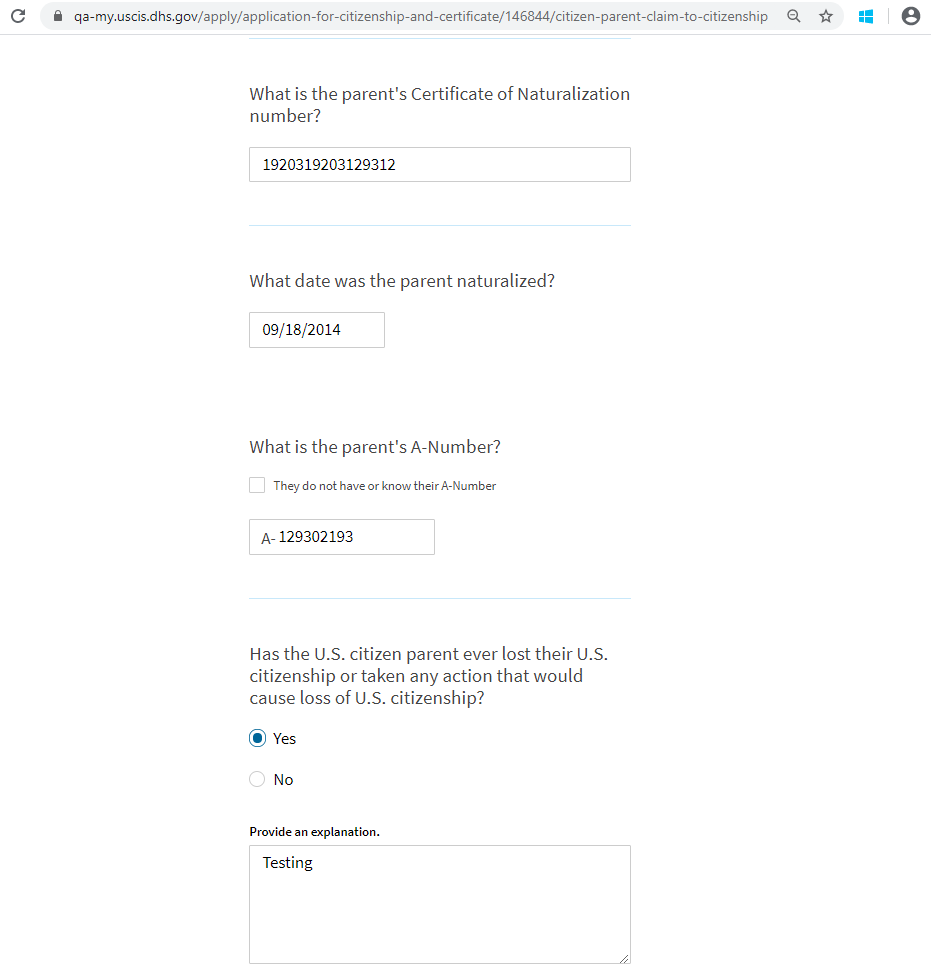 qa-my.uscis.dhs.gov/apply/application-for-citizenship-and-certificate/146844/citizen-parent-claim-to-citizenship
What is the parent's Certificate of Naturalization
number?
1920319203129312
What date was the parent naturalized?
09/18/2014
What is the parent's A-Number?
They do not have or know their A-Number
A- 129302193
Has the U.S. citizen parent ever lost their U.S.
citizenship or taken any action that would
cause loss of U.S. citizenship?
Yes
No
Provide an explanation.
Testing